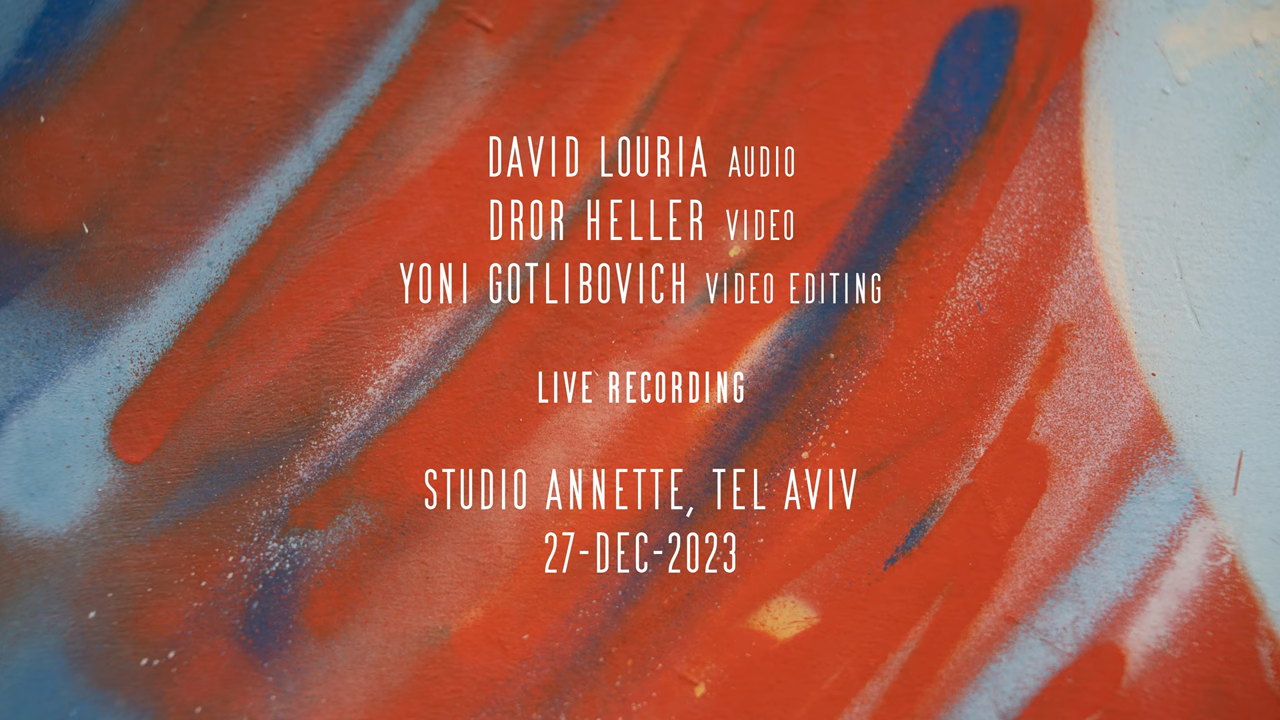 DAVID LOURIA AUDIO
DROR HELLER VIDEO
YONI GOTLIBOVICH VIDEO EDITING
LIVE RECORDING
STUDIO ANNETTE, TEL AVIV
27-DEC-2023